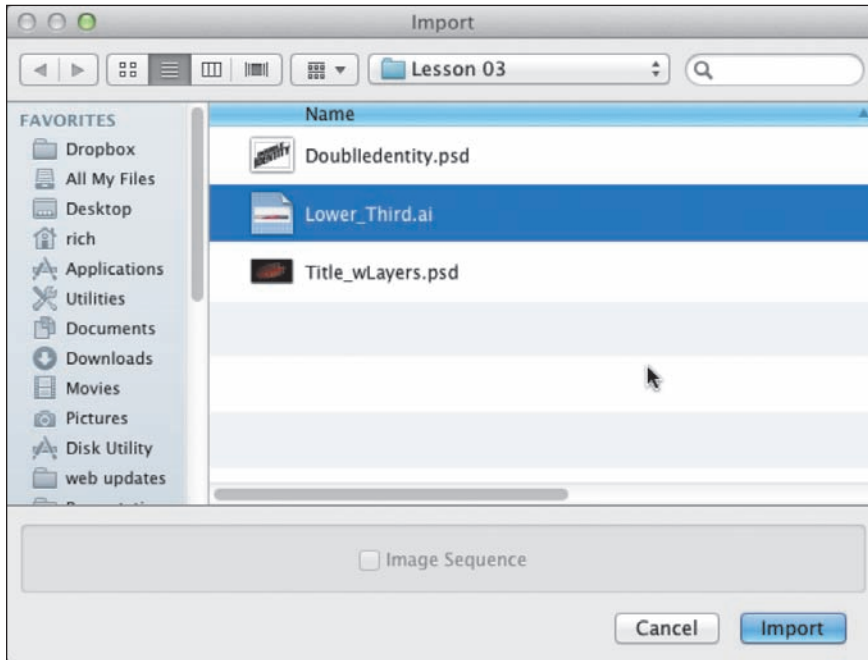 Import
Lesson 03
FAVORITES
Dropbox
All My Files
Desktop
rich
Applications
Utilities
Documents
Downloads
Movies
Pictures
Disk Utility
web updates
Name
DoublIedentity.psd
Lower_Third.ai
Title_wLayers.psd
Image Sequence
Cancel
Import